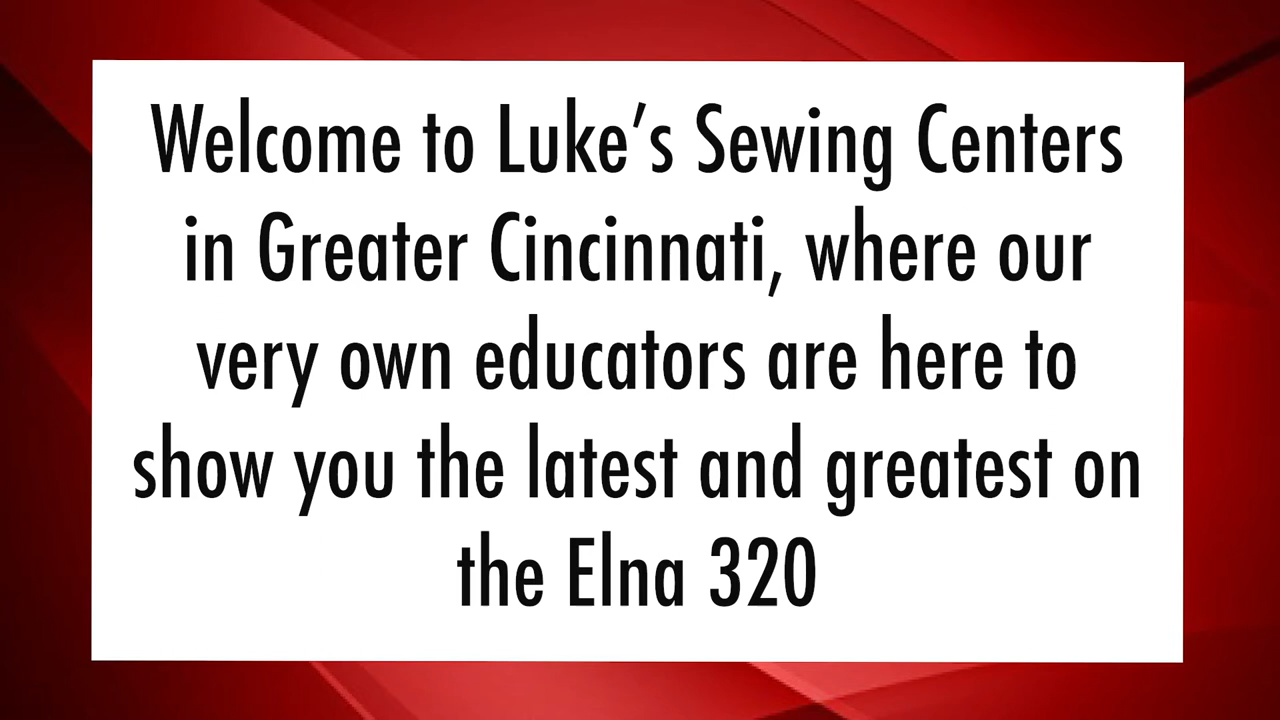 Welcome to Luke’s Sewing Centers
in Greater Cincinnati, where our
very own educators are here to
show you the latest and greatest on
the Elna 320